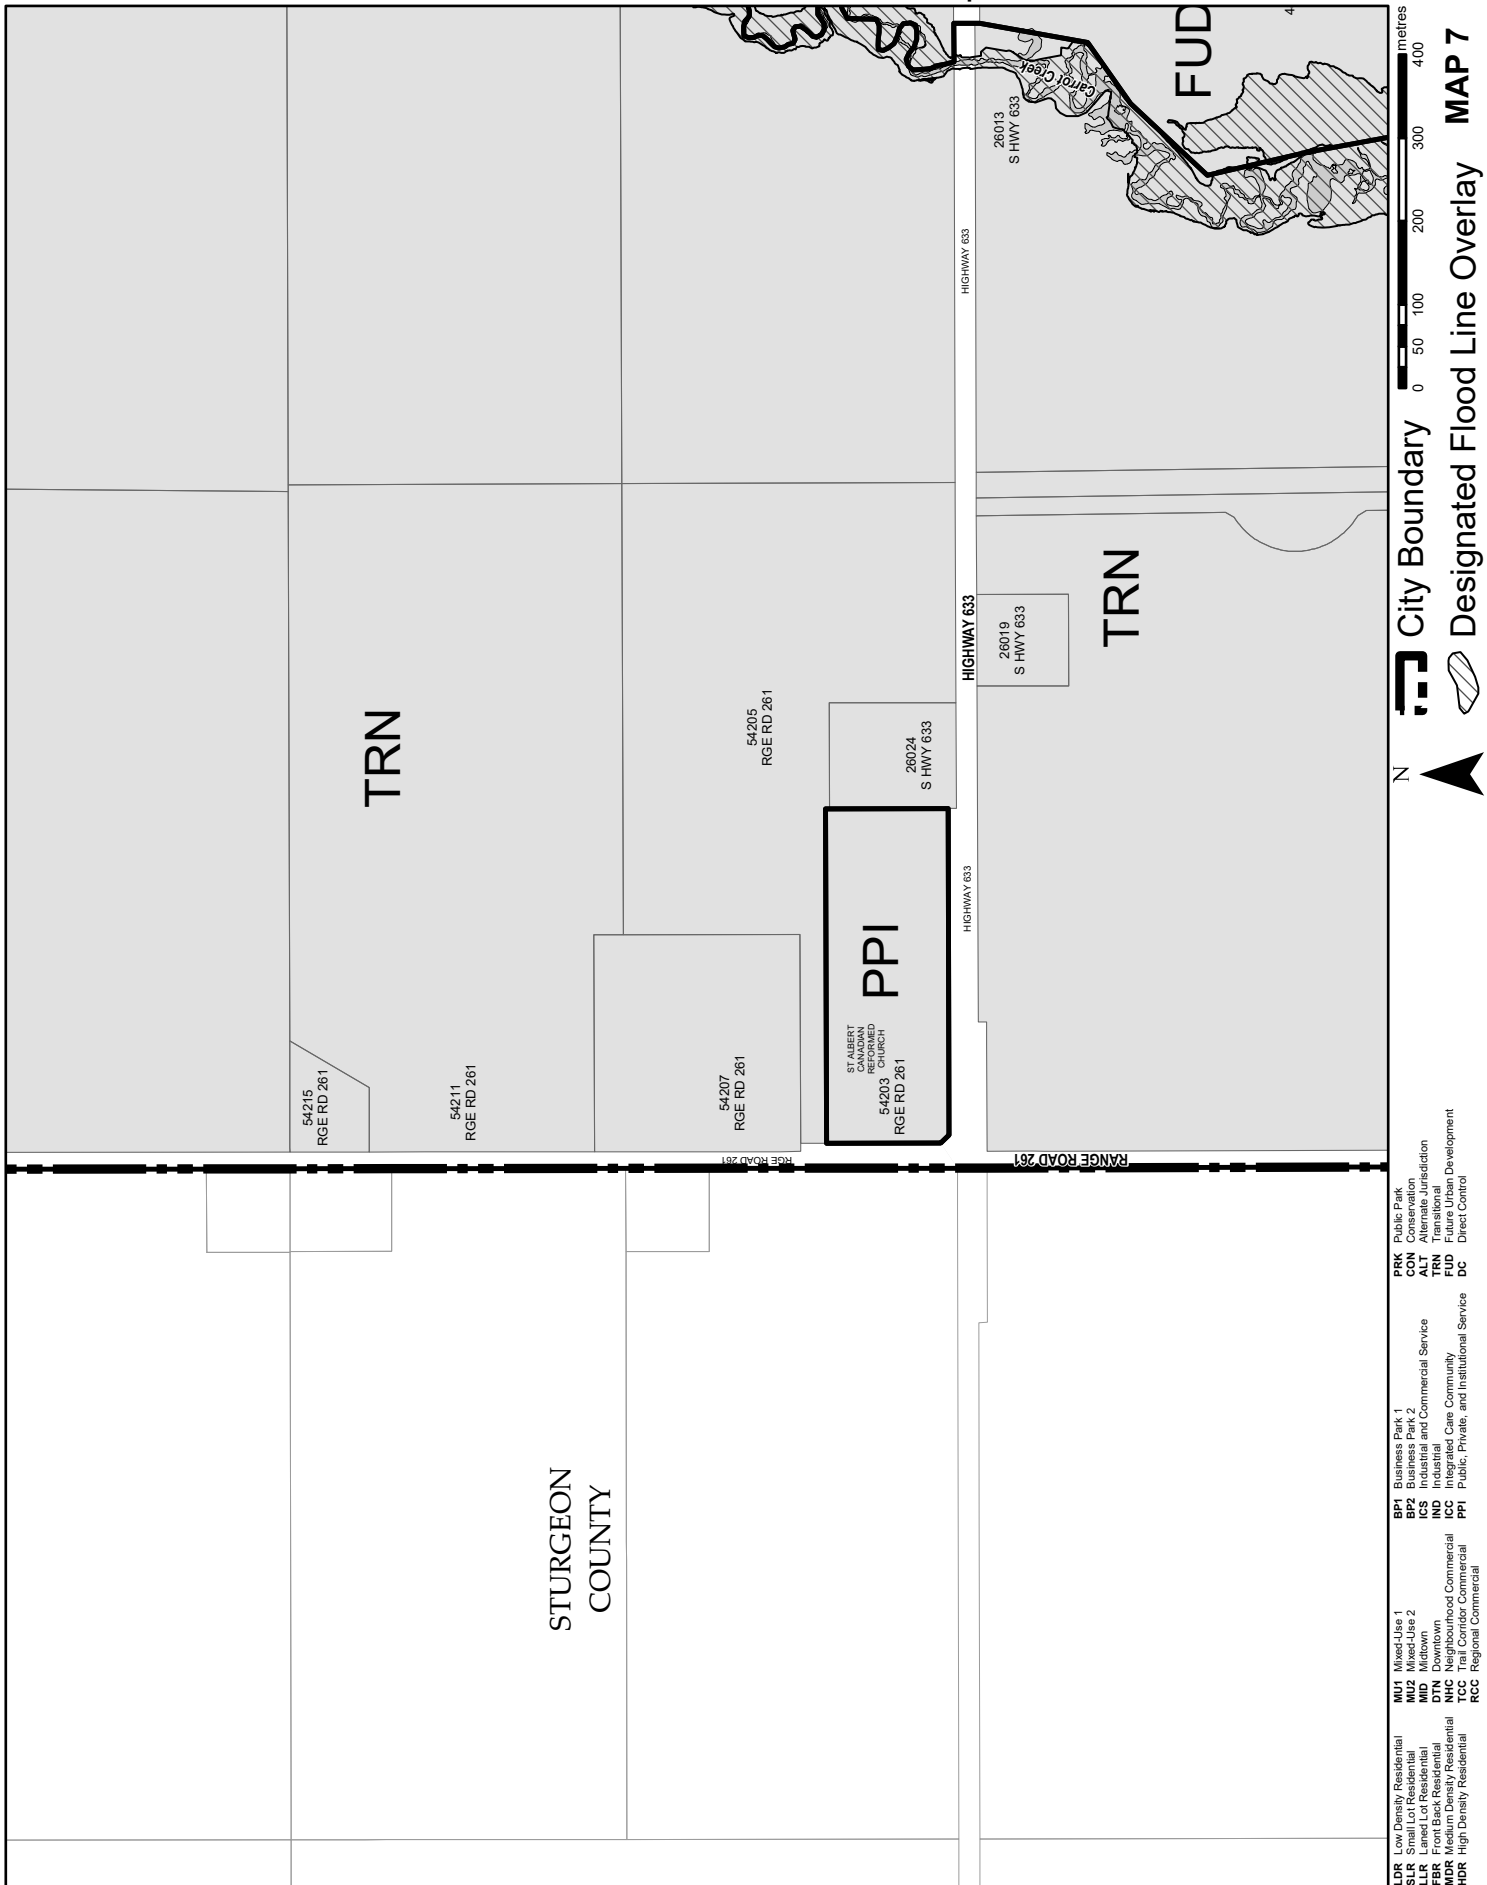 54215
RGE RD 261
54211
RGE RD 261
TRN
STURGEON
COUNTY
54207
RGE RD 261
54205
RGE RD 261
RGE ROAD 261
ST ALBERT
CANADIAN
REFORMED
CHURCH
54203
RGE RD 261
PPI
26024
S HWY 633
HIGHWAY 633
HIGHWAY 633
HIGHWAY 633
RANGE ROAD 261
26019
S HWY 633
TRN
26013
S HWY 633
Carrot Creek
FUD
4
LDR Low Density Residential
SLR Small Lot Residential
LLR Laned Lot Residential
FBR Front Back Residential
MDR Medium Density Residential
HDR High Density Residential
MU1 Mixed-Use 1
MU2 Mixed-Use 2
MID Midtown
DTN Downtown
NHC Neighbourhood Commercial
TCC Trail Corridor Commercial
RCC Regional Commercial
BP1 Business Park 1
BP2 Business Park 2
ICS Industrial and Commercial Service
IND Industrial
ICC Integrated Care Community
PPI Public, Private, and Institutional Service
PRK Public Park
CON Conservation
ALT Alternate Jurisdiction
TRN Transitional
FUD Future Urban Development
DC Direct Control
N
City Boundary
Designated Flood Line Overlay
0 50 100 200 300 400 metres
MAP 7